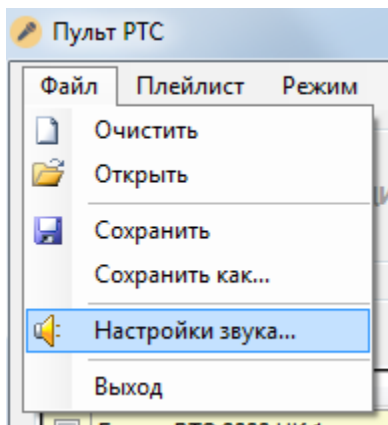 Пульт РТС
Файл Плейлист Режим
Очистить
Открыть
Сохранить
Сохранить как...
Настройки звука...
Выход